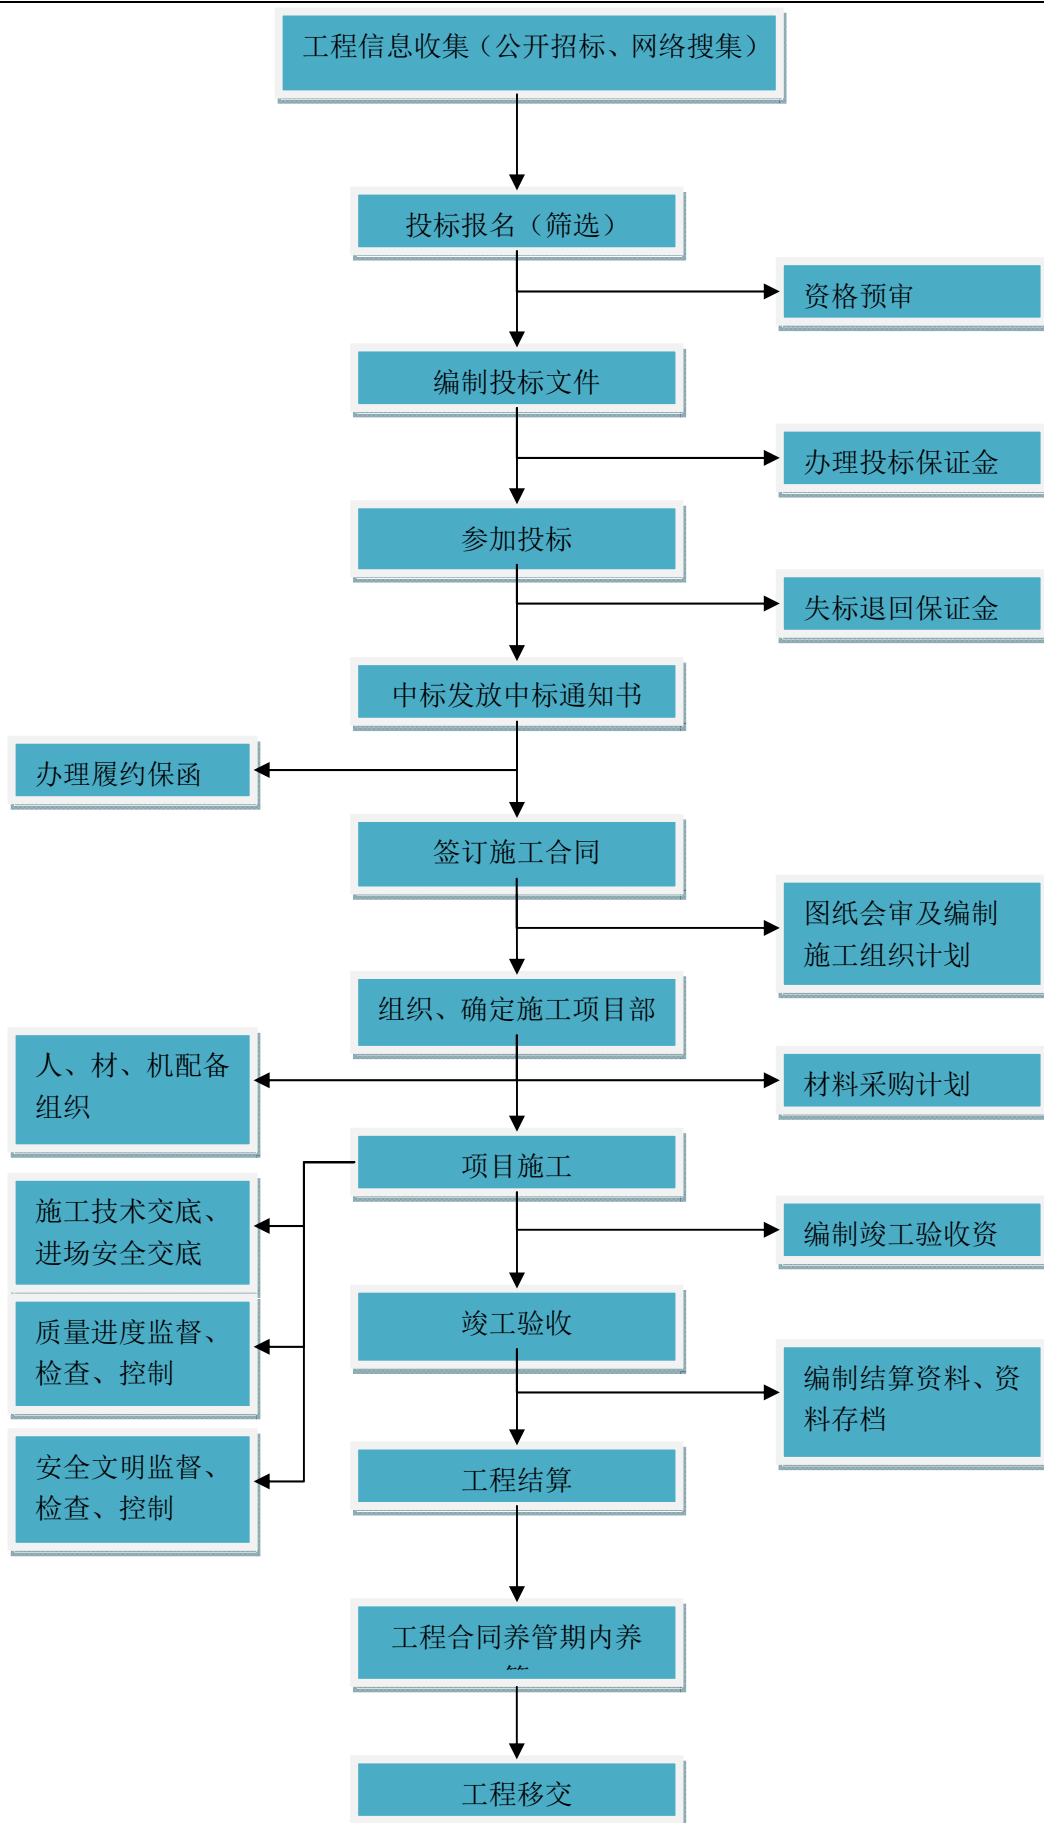 工程信息收集（公开招标、网络搜集）
投标报名（筛选）
资格预审
编制投标文件
办理投标保证金
参加投标
失标退回保证金
中标发放中标通知书
办理履约保函
签订施工合同
图纸会审及编制
施工组织计划
组织、确定施工项目部
人、材、机配备
组织
材料采购计划
项目施工
施工技术交底、
进场安全交底
编制竣工验收资
竣工验收
质量进度监督、
检查、控制
编制结算资料、资
料存档
安全文明监督、
检查、控制
工程结算
工程合同养管期内养
工程移交